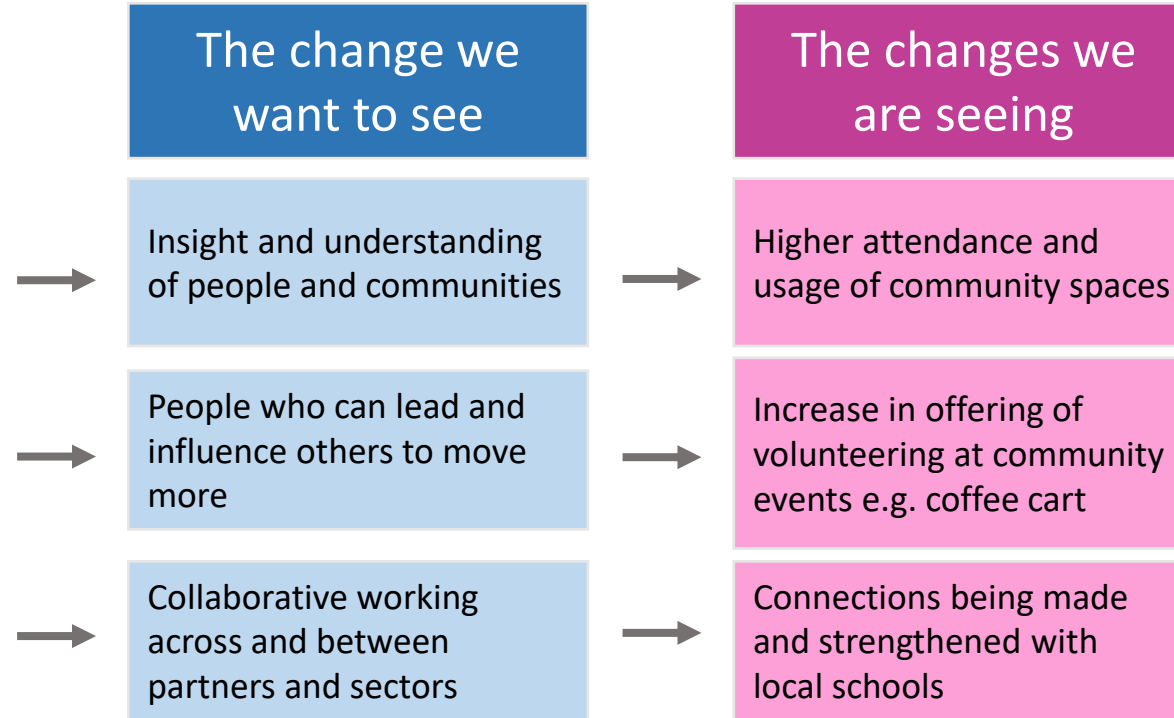 The change we
want to see
The changes we
are seeing
Insight and understanding
of people and communities
Higher attendance and
usage of community spaces
People who can lead and
influence others to move
more
Increase in offering of
volunteering at community
events e.g. coffee cart
Collaborative working
across and between
partners and sectors
Connections being made
and strengthened with
local schools